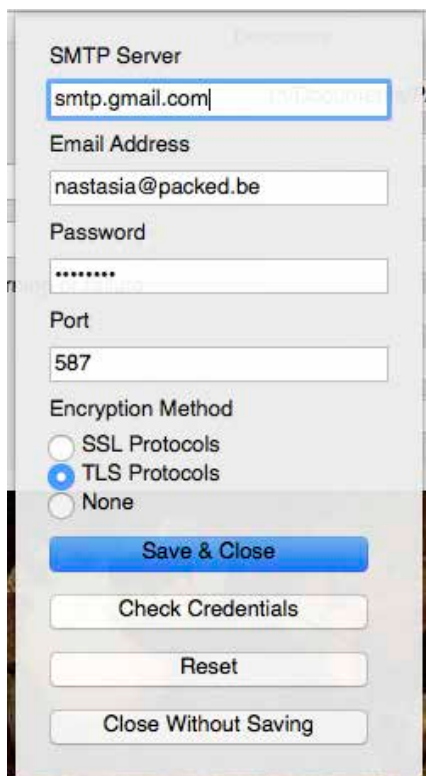 SMTP Server
smtp.gmail.com
Email Address
nastasia@packed.be
Password
••••••••
Port
587
Encryption Method
SSL Protocols
TLS Protocols
None
Save & Close
Check Credentials
Reset
Close Without Saving